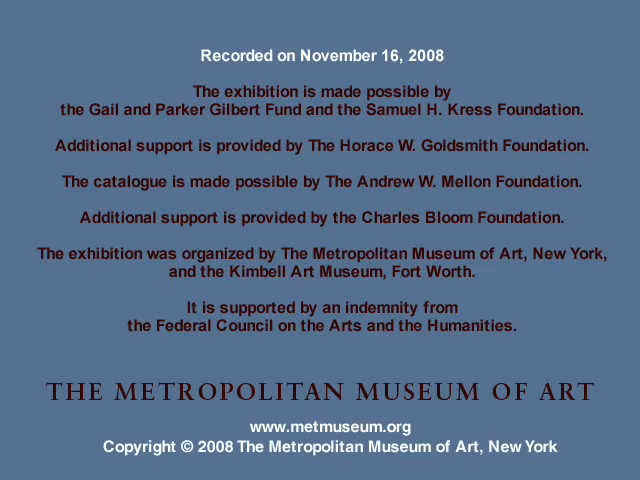 Recorded on November 16, 2008
The exhibition is made possible by
the Gail and Parker Gilbert Fund and the Samuel H. Kress Foundation.
Additional support is provided by The Horace W. Goldsmith Foundation.
The catalogue is made possible by The Andrew W. Mellon Foundation.
Additional support is provided by the Charles Bloom Foundation.
The exhibition was organized by The Metropolitan Museum of Art, New York,
and the Kimbell Art Museum, Fort Worth.
It is supported by an indemnity from
the Federal Council on the Arts and the Humanities.
THE METROPOLITAN MUSEUM OF ART
www.metmuseum.org
Copyright © 2008 The Metropolitan Museum of Art, New York